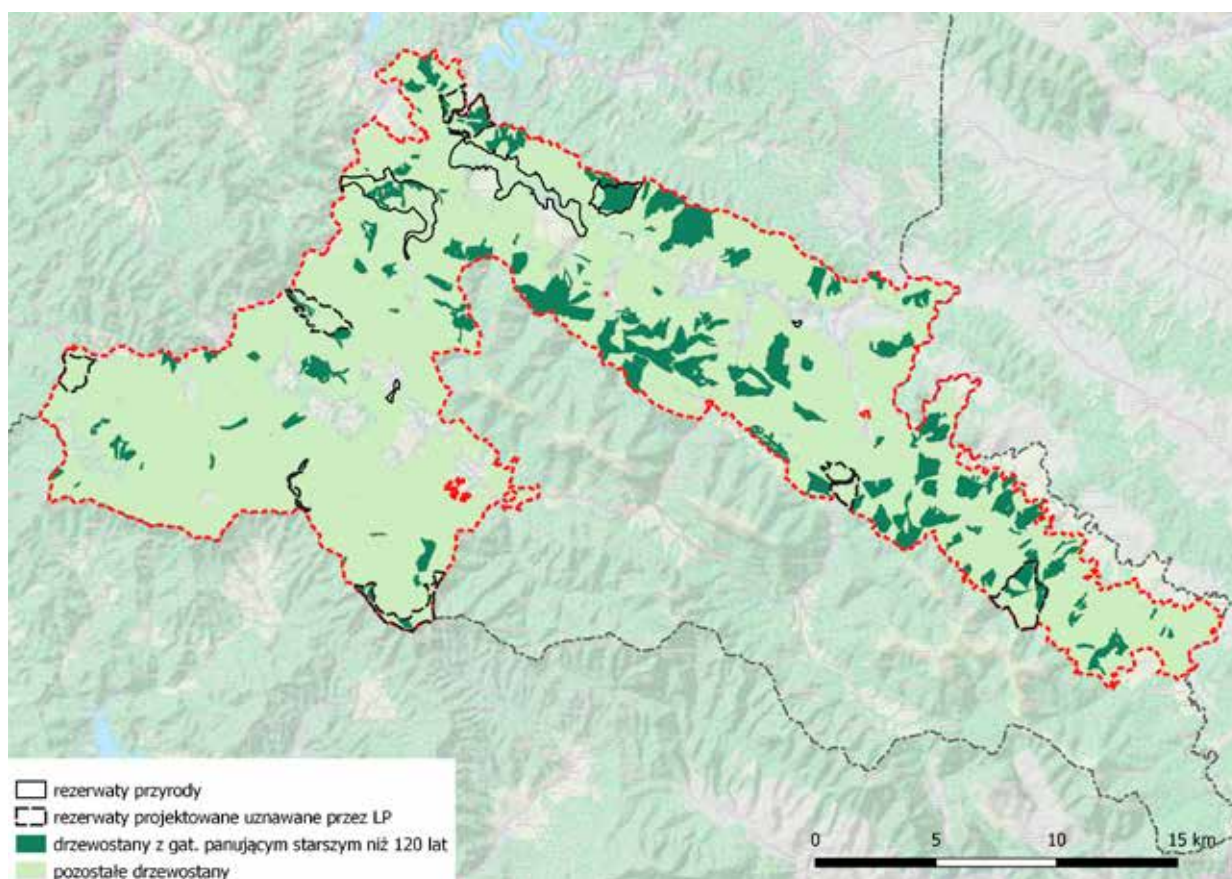 rezerwaty przyrody
rezerwaty projektowane uznawane przez LP
drzewostany z gat. panującym starszym niż 120 lat
pozostałe drzewostany
0 5 10 15 km